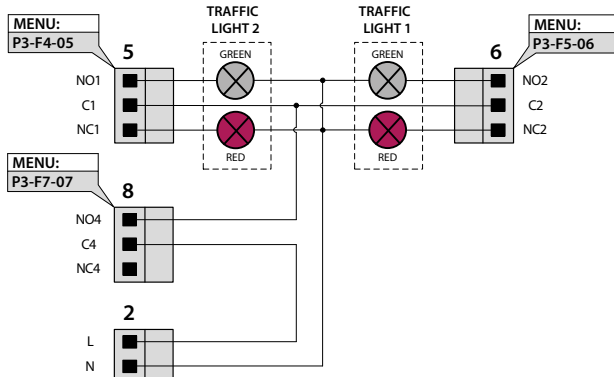 TRAFFIC
LIGHT 2
TRAFFIC
LIGHT 1
MENU:
P3-F4-05
MENU:
P3-F5-06
5
GREEN
GREEN
6
NO1
NO2
C1
C2
NC1
NC2
RED
RED
MENU:
P3-F7-07
8
NO4
C4
NC4
2
L
N